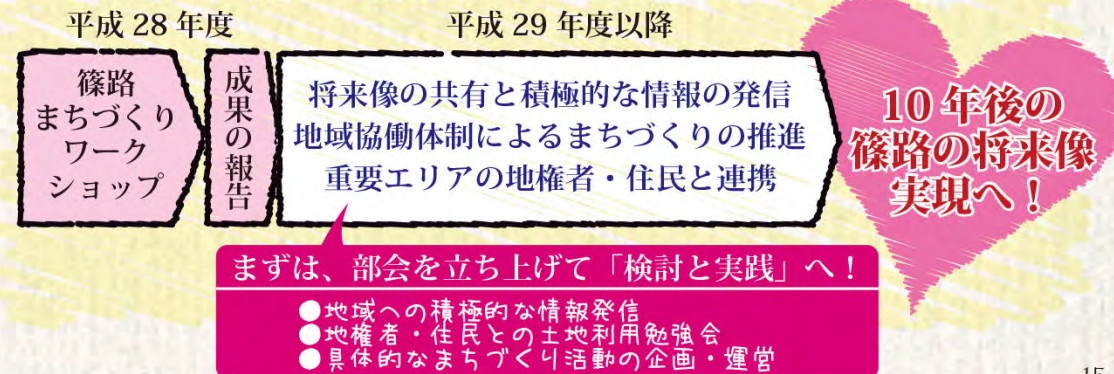 平成 28 年度
平成 29 年度以降
篠路
まちづくり
ワーク
ショップ
成果の報告
将来像の共有と積極的な情報の発信
地域協働体制によるまちづくりの推進
重要エリアの地権者・住民と連携
10 年後の
篠路の将来像
実現へ！
まずは、部会を立ち上げて「検討と実践」へ！
●地域への積極的な情報発信
●地権者・住民との土地利用勉強会
●具体的なまちづくり活動の企画・運営
15